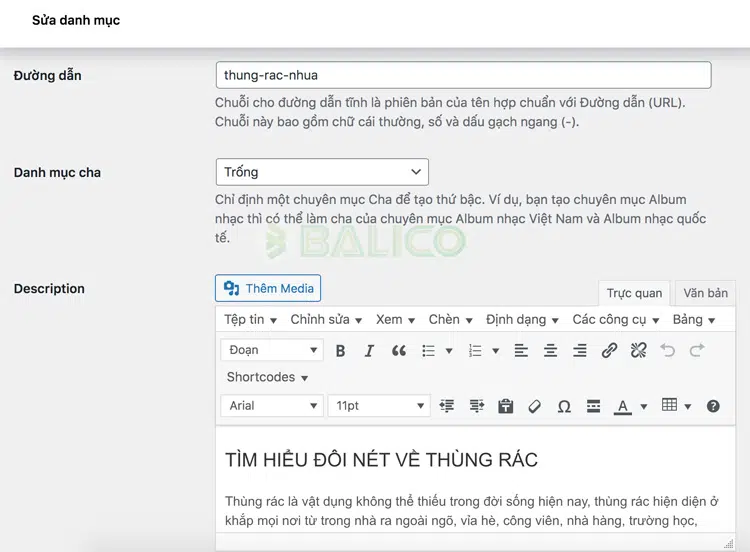 Sửa danh mục
Đường dẫn
thung-rac-nhua
Chuỗi cho đường dẫn tĩnh là phiên bản của tên hợp chuẩn với Đường dẫn (URL).
Chuỗi này bao gồm chữ cái thường, số và dấu gạch ngang (-).
Danh mục cha
Trống
Chỉ định một chuyên mục Cha để tạo thứ bậc. Ví dụ, bạn tạo chuyên mục Album
nhạc thì có thể làm cha của chuyên mục Album nhạc Việt Nam và Album nhạc quốc
tế.
BALICO
Description
Thêm Media
Trực quan Văn bản
Tệp tin Chỉnh sửa Xem Chèn Định dạng Các công cụ Bảng
Đoạn
Shortcodes
Arial 11pt
TÌM HIỂU ĐÔI NÉT VỀ THÙNG RÁC
Thùng rác là vật dụng không thể thiếu trong đời sống hiện nay, thùng rác hiện diện ở
khắp mọi nơi từ trong nhà ra ngoài ngõ, vỉa hè, công viên, nhà hàng, trường học,